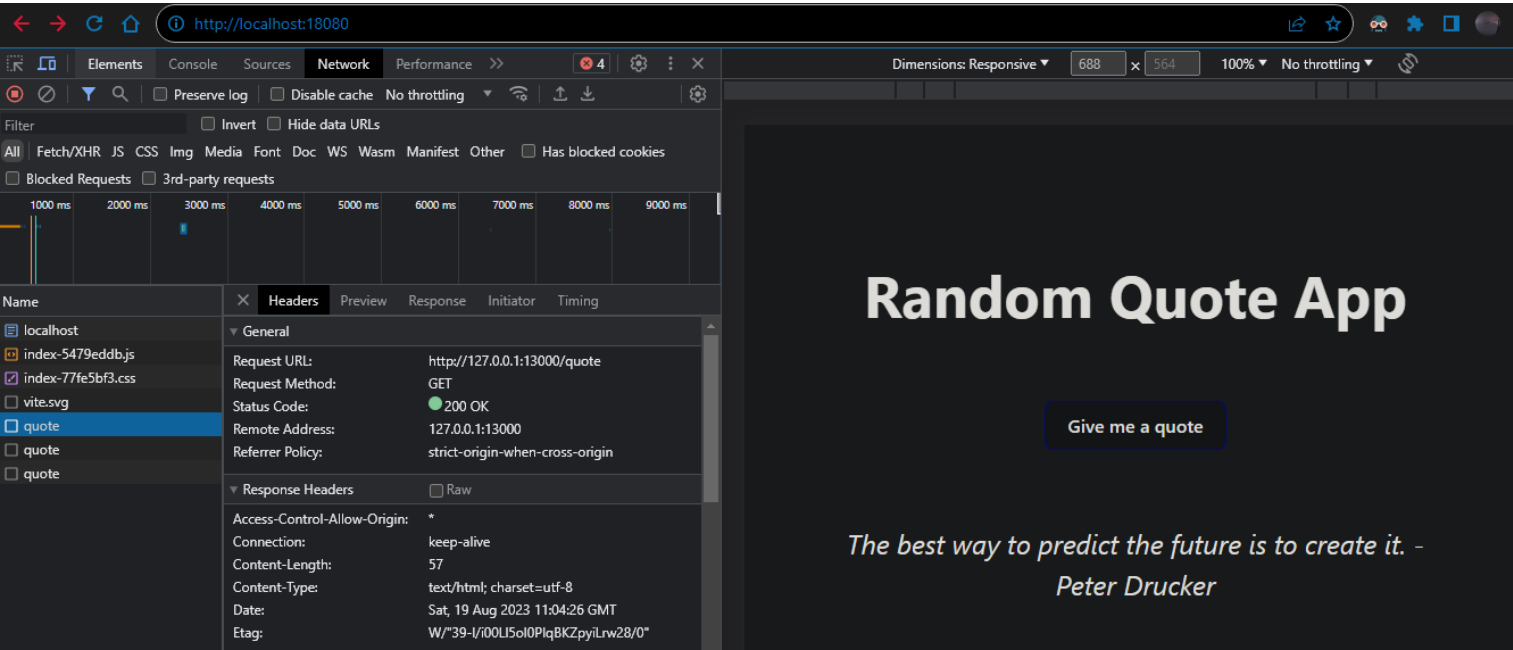 http://localhost:18080
Elements Console Sources Network Performance 4
Dimensions: Responsive 688 x 564 100% No throttling
Preserve log Disable cache No throttling
Filter Invert Hide data URLs
All Fetch/XHR JS CSS Img Media Font Doc WS Wasm Manifest Other Has blocked cookies
Blocked Requests 3rd-party requests
1000 ms 2000 ms 3000 ms 4000 ms 5000 ms 6000 ms 7000 ms 8000 ms 9000 ms
Name
localhost
index-5479eddb.js
index-77fe5bf3.css
vite.svg
quote
quote
quote
Headers Preview Response Initiator Timing
General
Request URL: http://127.0.0.1:13000/quote
Request Method: GET
Status Code: 200 OK
Remote Address: 127.0.0.1:13000
Referrer Policy: strict-origin-when-cross-origin
Response Headers Raw
Access-Control-Allow-Origin: *
Connection: keep-alive
Content-Length: 57
Content-Type: text/html; charset=utf-8
Date: Sat, 19 Aug 2023 11:04:26 GMT
Etag:
Random Quote App
Give me a quote
The best way to predict the future is to create it. -
Peter Drucker